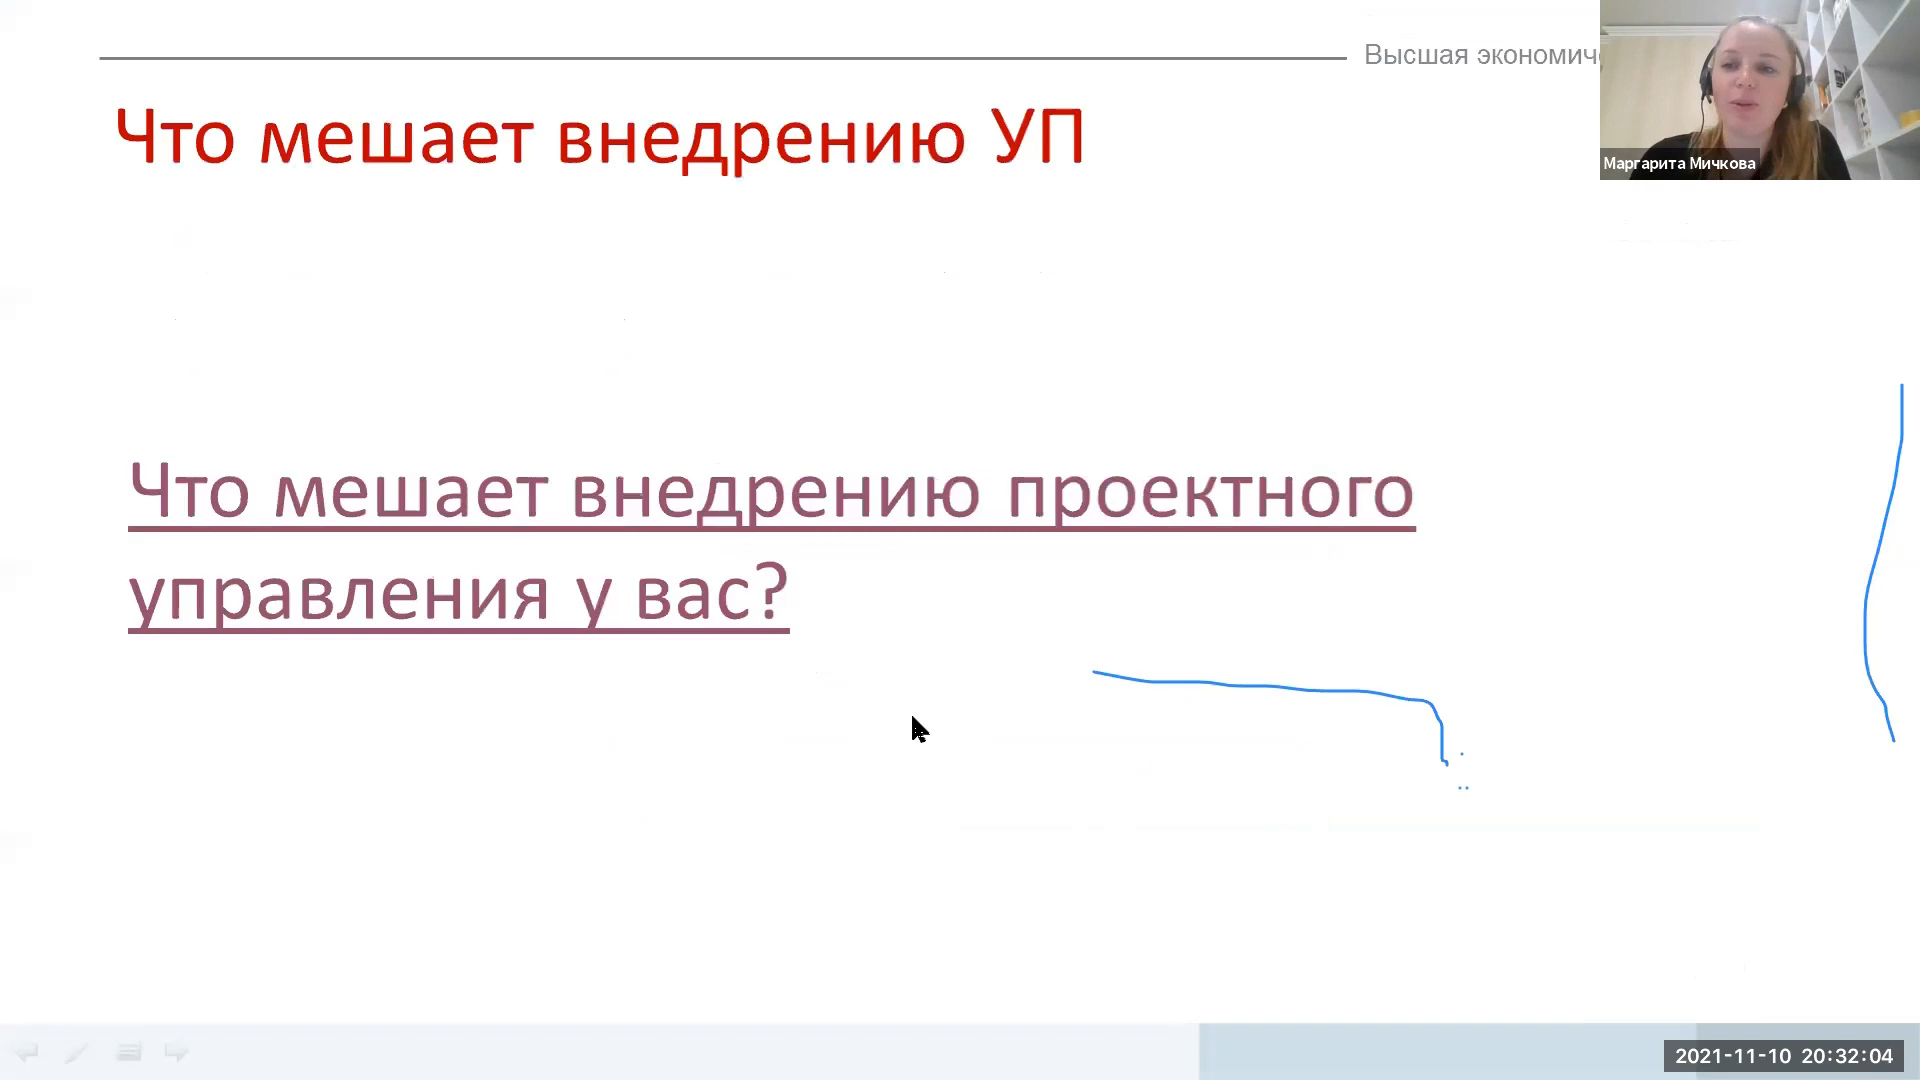 Высшая экономич
Что мешает внедрению УП
Маргарита Мичкова
Что мешает внедрению проектного
управления у вас?
2021-11-10 20:32:04